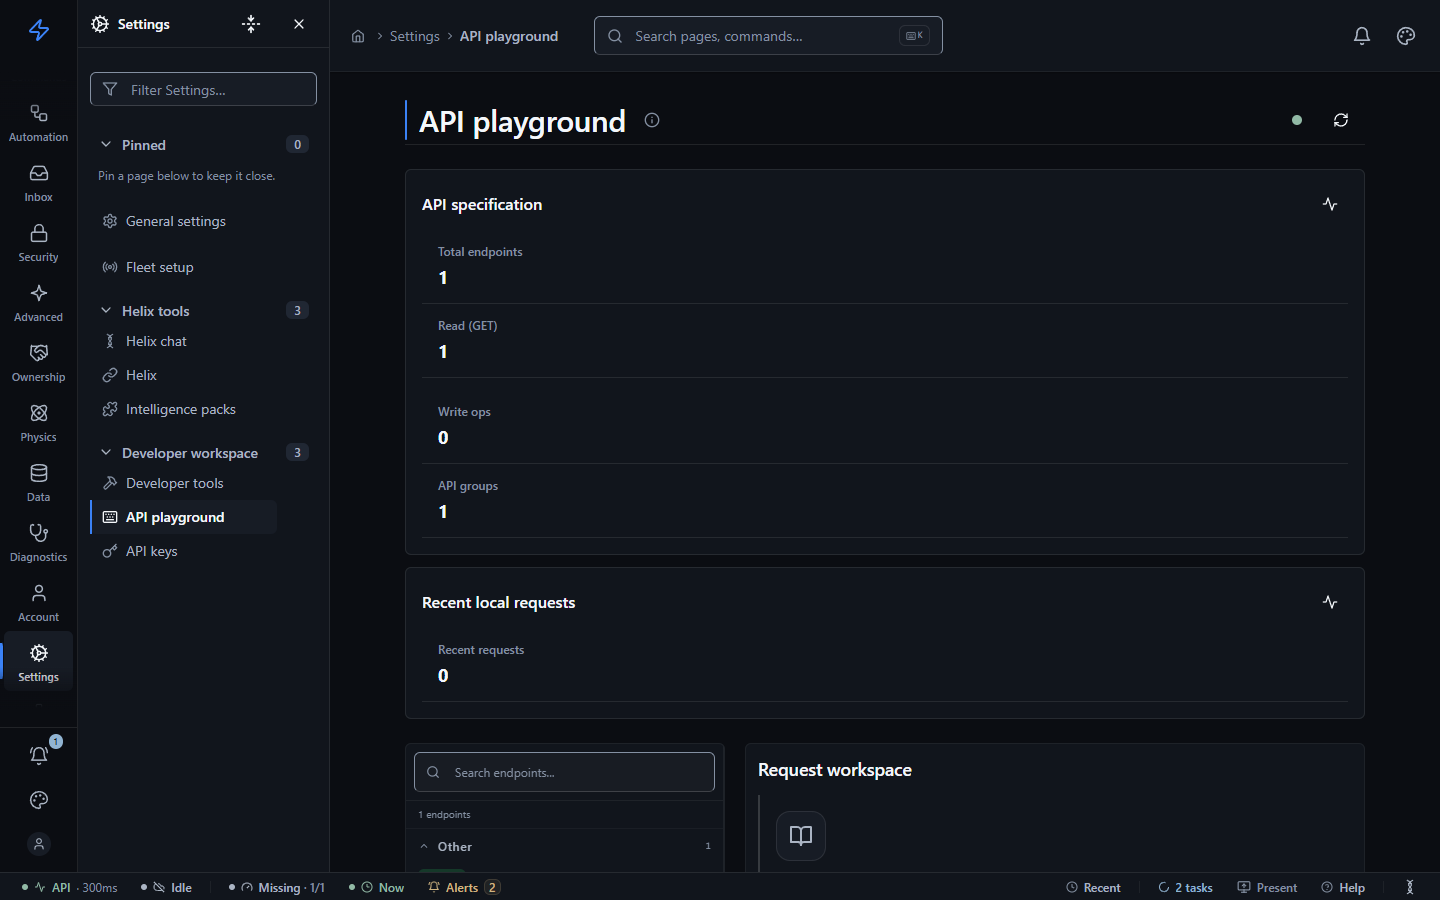 Settings
Settings
API playground
Search pages, commands...
K
Filter Settings...
Automation
Inbox
Security
Advanced
Ownership
Physics
Data
Diagnostics
Account
Settings
1
Pinned
0
Pin a page below to keep it close.
General settings
Fleet setup
Helix tools
3
Helix chat
Helix
Intelligence packs
Developer workspace
3
Developer tools
API playground
API keys
API playground
API specification
Total endpoints
1
Read (GET)
1
Write ops
0
API groups
1
Recent local requests
Recent requests
0
Search endpoints...
1 endpoints
Other
1
Request workspace
API · 300ms
Idle
Missing · 1/1
Now
Alerts
2
Recent
2 tasks
Present
Help